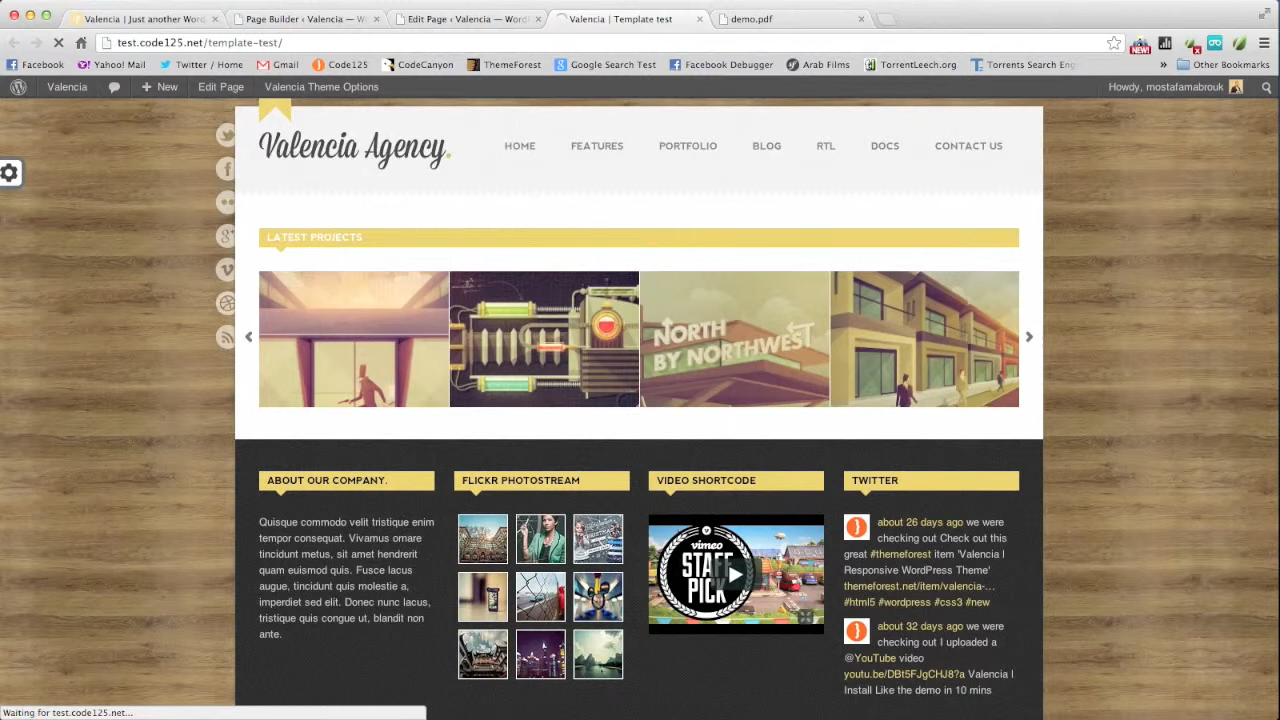 Valencia | Just another Word
Page Builder ‹ Valencia — W
Edit Page ‹ Valencia — Word
Valencia | Template test
demo.pdf
test.code125.net/template-test/
Facebook
Yahoo! Mail
Twitter / Home
Gmail
Code125
CodeCanyon
ThemeForest
Google Search Test
Facebook Debugger
Arab Films
TorrentLeech.org
Torrents Search Eng
»
Other Bookmarks
NEW!
Valencia
+ New
Edit Page
Valencia Theme Options
Howdy, mostafamabrouk
Valencia Agency.
HOME
FEATURES
PORTFOLIO
BLOG
RTL
DOCS
CONTACT US
LATEST PROJECTS
NORTH
BY NORTHWEST
ABOUT OUR COMPANY.
Quisque commodo velit tristique enim
tempor consequat. Vivamus ornare
tincidunt metus, sit amet hendrerit
quam euismod quis. Fusce lacus
augue, tincidunt quis molestie a,
imperdiet sed elit. Donec nunc lacus,
tristique quis congue ut, blandit non
ante.
FLICKR PHOTOSTREAM
VIDEO SHORTCODE
vimeo
STAFF
PICK
TWITTER
about 26 days ago we were
checking out Check out this
great #themeforest item 'Valencia |
Responsive WordPress Theme'
themeforest.net/item/valencia-...
#html5 #wordpress #css3 #new
about 32 days ago we were
checking out I uploaded a
@YouTube video
youtu.be/DBt5FJgCHJ8?a Valencia |
Install Like the demo in 10 mins
Waiting for test.code125.net...